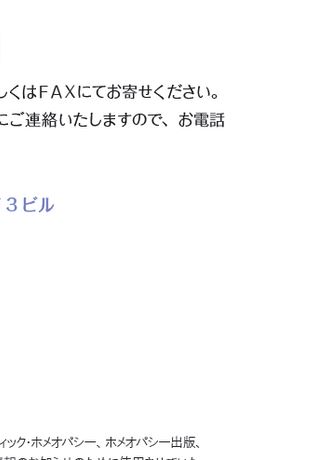 しくはＦＡＸにてお寄せください。
にご連絡いたしますので、お電話
３ビル
ィック・ホメオパシー、ホメオパシー出版、